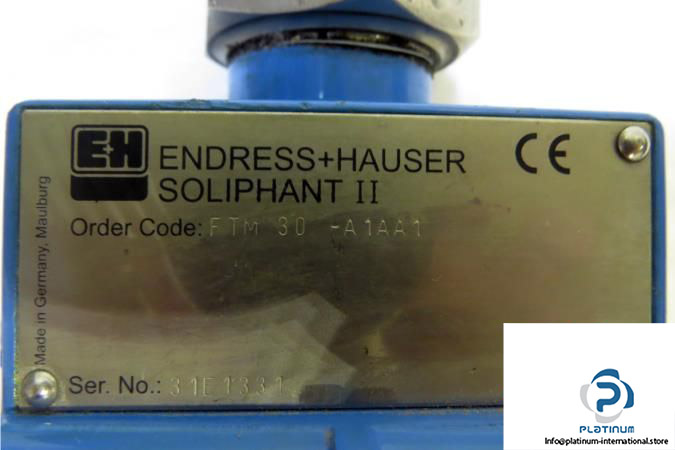 E+H
ENDRESS+HAUSER
SOLIPHANT II
CE
Order Code: FTM 30 -A1AA1
Made in Germany, Maulburg
Ser. No.: 31E1331
PLATINUM
Info@platinum-international.store